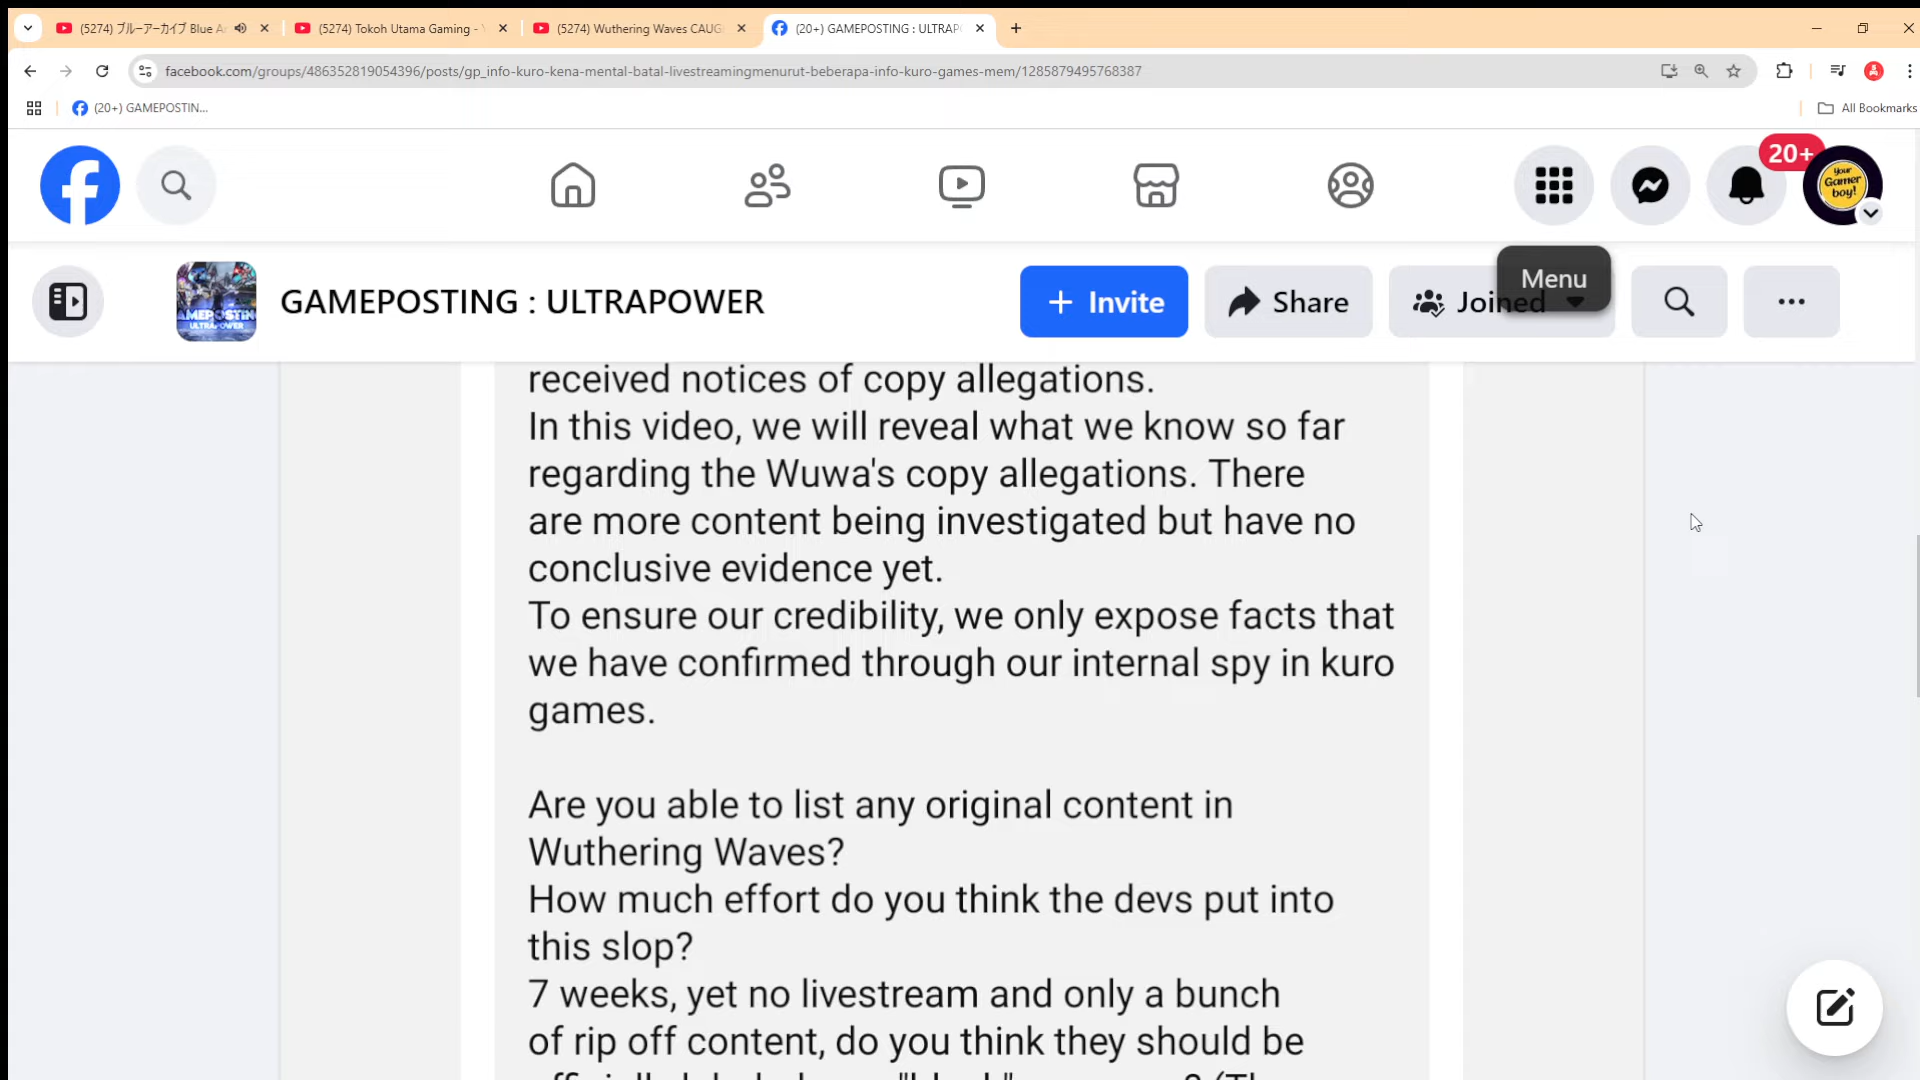 (5274) ブルーアーカイブ Blue A
(5274) Tokoh Utama Gaming -
(5274) Wuthering Waves CAUG
(20+) GAMEPOSTING : ULTRAP
facebook.com/groups/486352819054396/posts/gp_info-kuro-kena-mental-batal-livestreamingmenurut-beberapa-info-kuro-games-mem/1285879495768387
(20+) GAMEPOSTIN...
All Bookmarks
20+
your Gamer boy!
GAMEPOSTING : ULTRAPOWER
Invite
Share
Joined
Menu
received notices of copy allegations.
In this video, we will reveal what we know so far
regarding the Wuwa's copy allegations. There
are more content being investigated but have no
conclusive evidence yet.
To ensure our credibility, we only expose facts that
we have confirmed through our internal spy in kuro
games.
Are you able to list any original content in
Wuthering Waves?
How much effort do you think the devs put into
this slop?
7 weeks, yet no livestream and only a bunch
of rip off content, do you think they should be